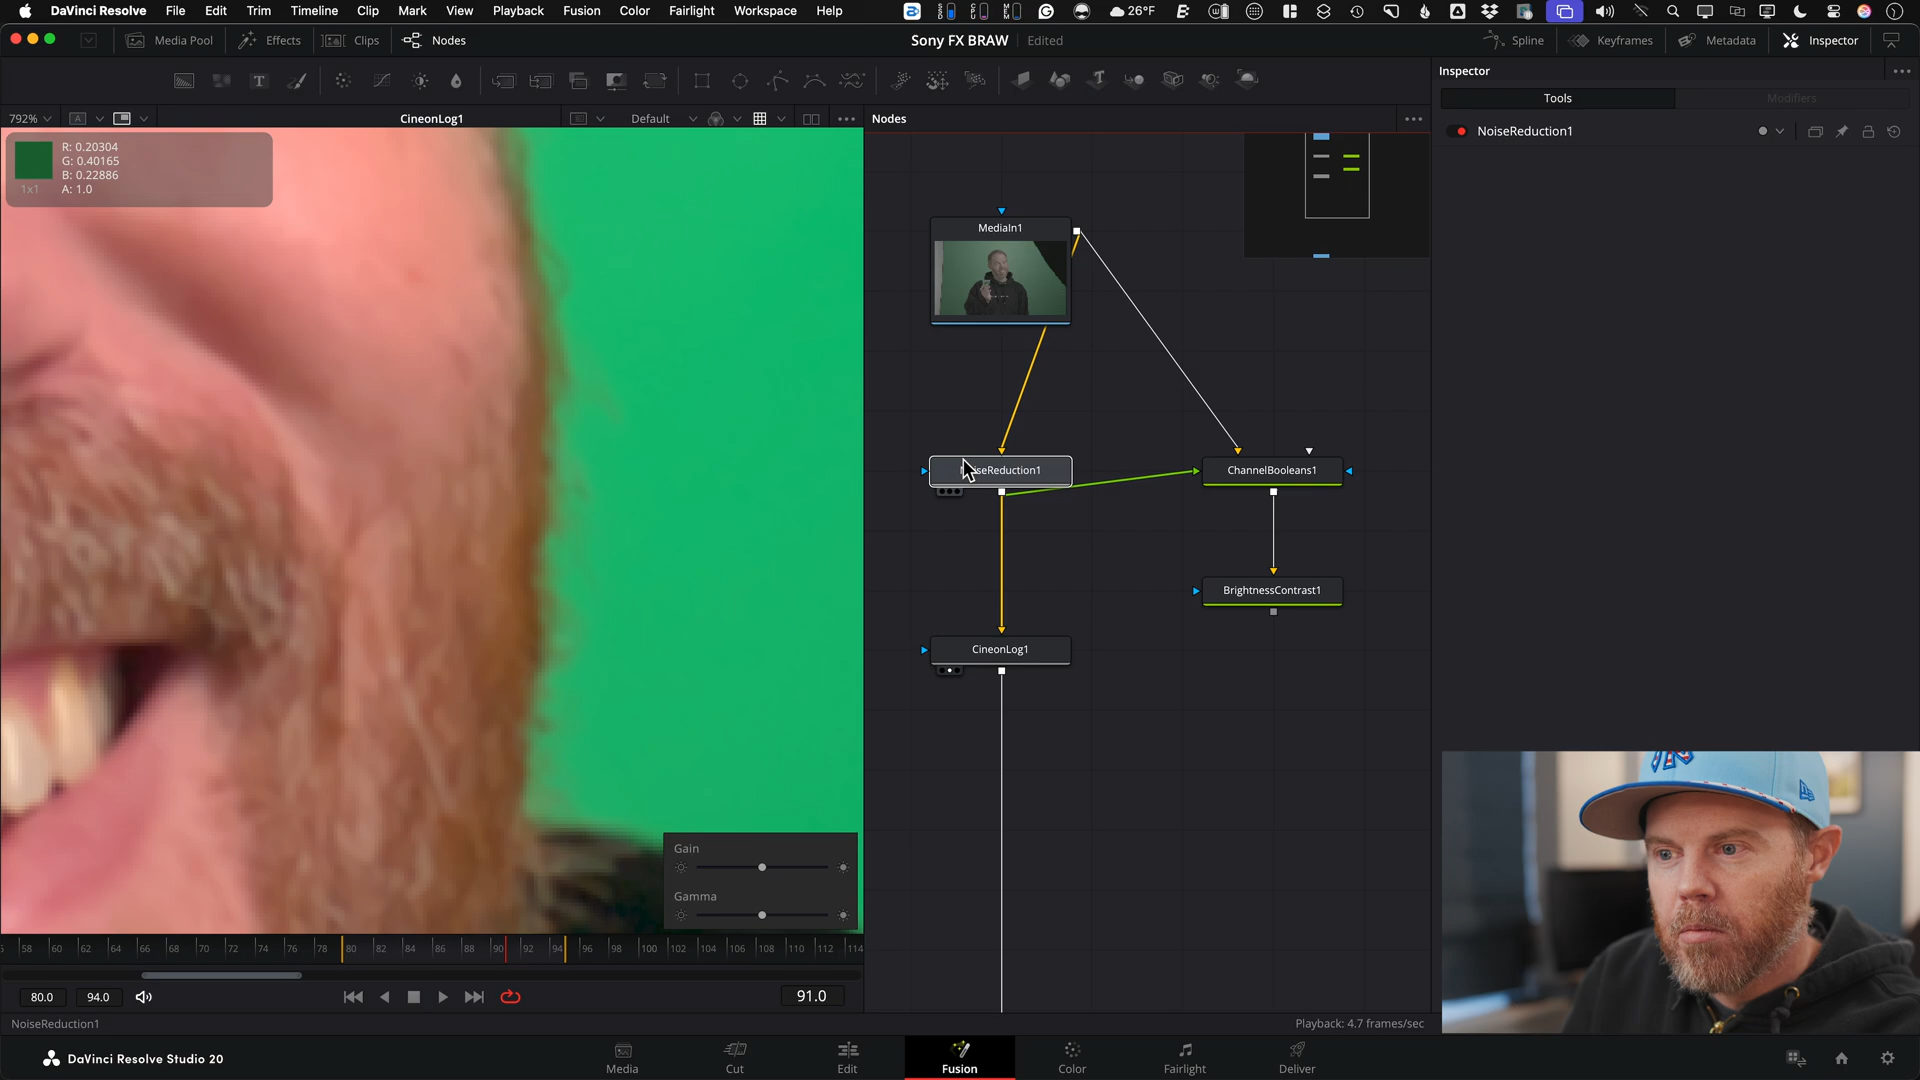 DaVinci Resolve File Edit Trim Timeline Clip Mark View Playback Fusion Color Fairlight Workspace Help
26°F
Media Pool Effects Clips Nodes
Sony FX BRAW Edited
Spline Keyframes Metadata Inspector
Inspector
792%
CineonLog1
Default
Nodes
Tools Modifiers
NoiseReduction1
R: 0.20304
G: 0.40165
B: 0.22886
A: 1.0
1x1
MediaIn1
seReduction1
ChannelBooleans1
BrightnessContrast1
CineonLog1
Gain
Gamma
58 60 62 64 66 68 70 72 74 76 78 80 82 84 86 88 90 92 94 96 98 100 102 104 106 108 110 112 114
80.0 94.0
91.0
NoiseReduction1
Playback: 4.7 frames/sec
DaVinci Resolve Studio 20
Media Cut Edit Fusion Color Fairlight Deliver